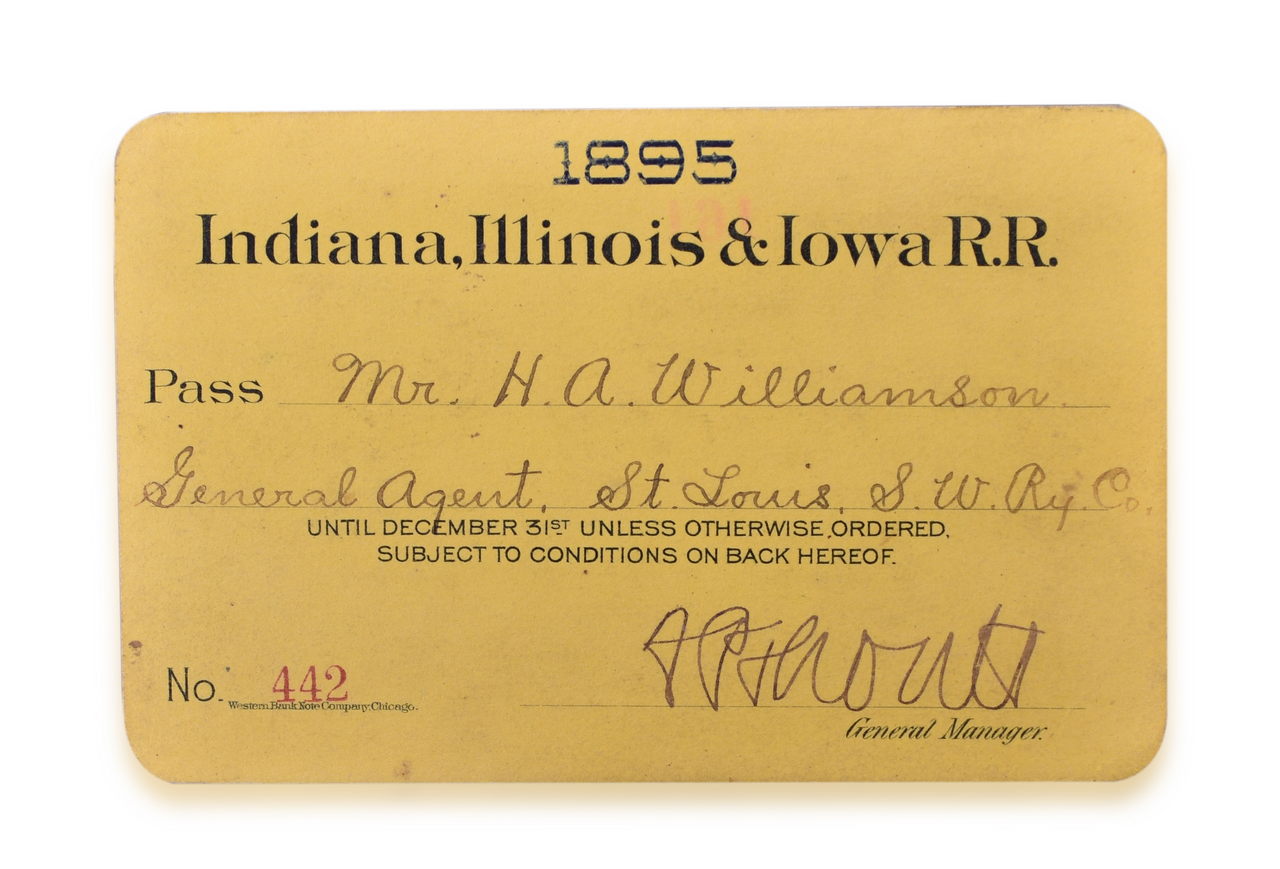 1895
Indiana, Illinois & Iowa R.R.
Pass Mr. H. A. Williamson.
General Agent, St. Louis, S. W. Ry. Co.
UNTIL DECEMBER 31ST UNLESS OTHERWISE ORDERED,
SUBJECT TO CONDITIONS ON BACK HEREOF.
No. 442
Western Bank Note Company, Chicago.
General Manager.